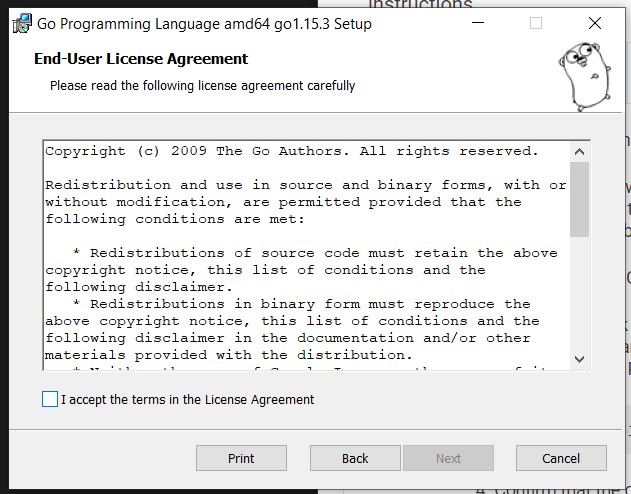 Instructions
Go Programming Language amd64 go1.15.3 Setup
End-User License Agreement
Please read the following license agreement carefully
Copyright (c) 2009 The Go Authors. All rights reserved.
Redistribution and use in source and binary forms, with or
without modification, are permitted provided that the
following conditions are met:
* Redistributions of source code must retain the above
copyright notice, this list of conditions and the
following disclaimer.
* Redistributions in binary form must reproduce the
above copyright notice, this list of conditions and the
following disclaimer in the documentation and/or other
materials provided with the distribution.
I accept the terms in the License Agreement
Print
Back
Next
Cancel
4 Confirm that the